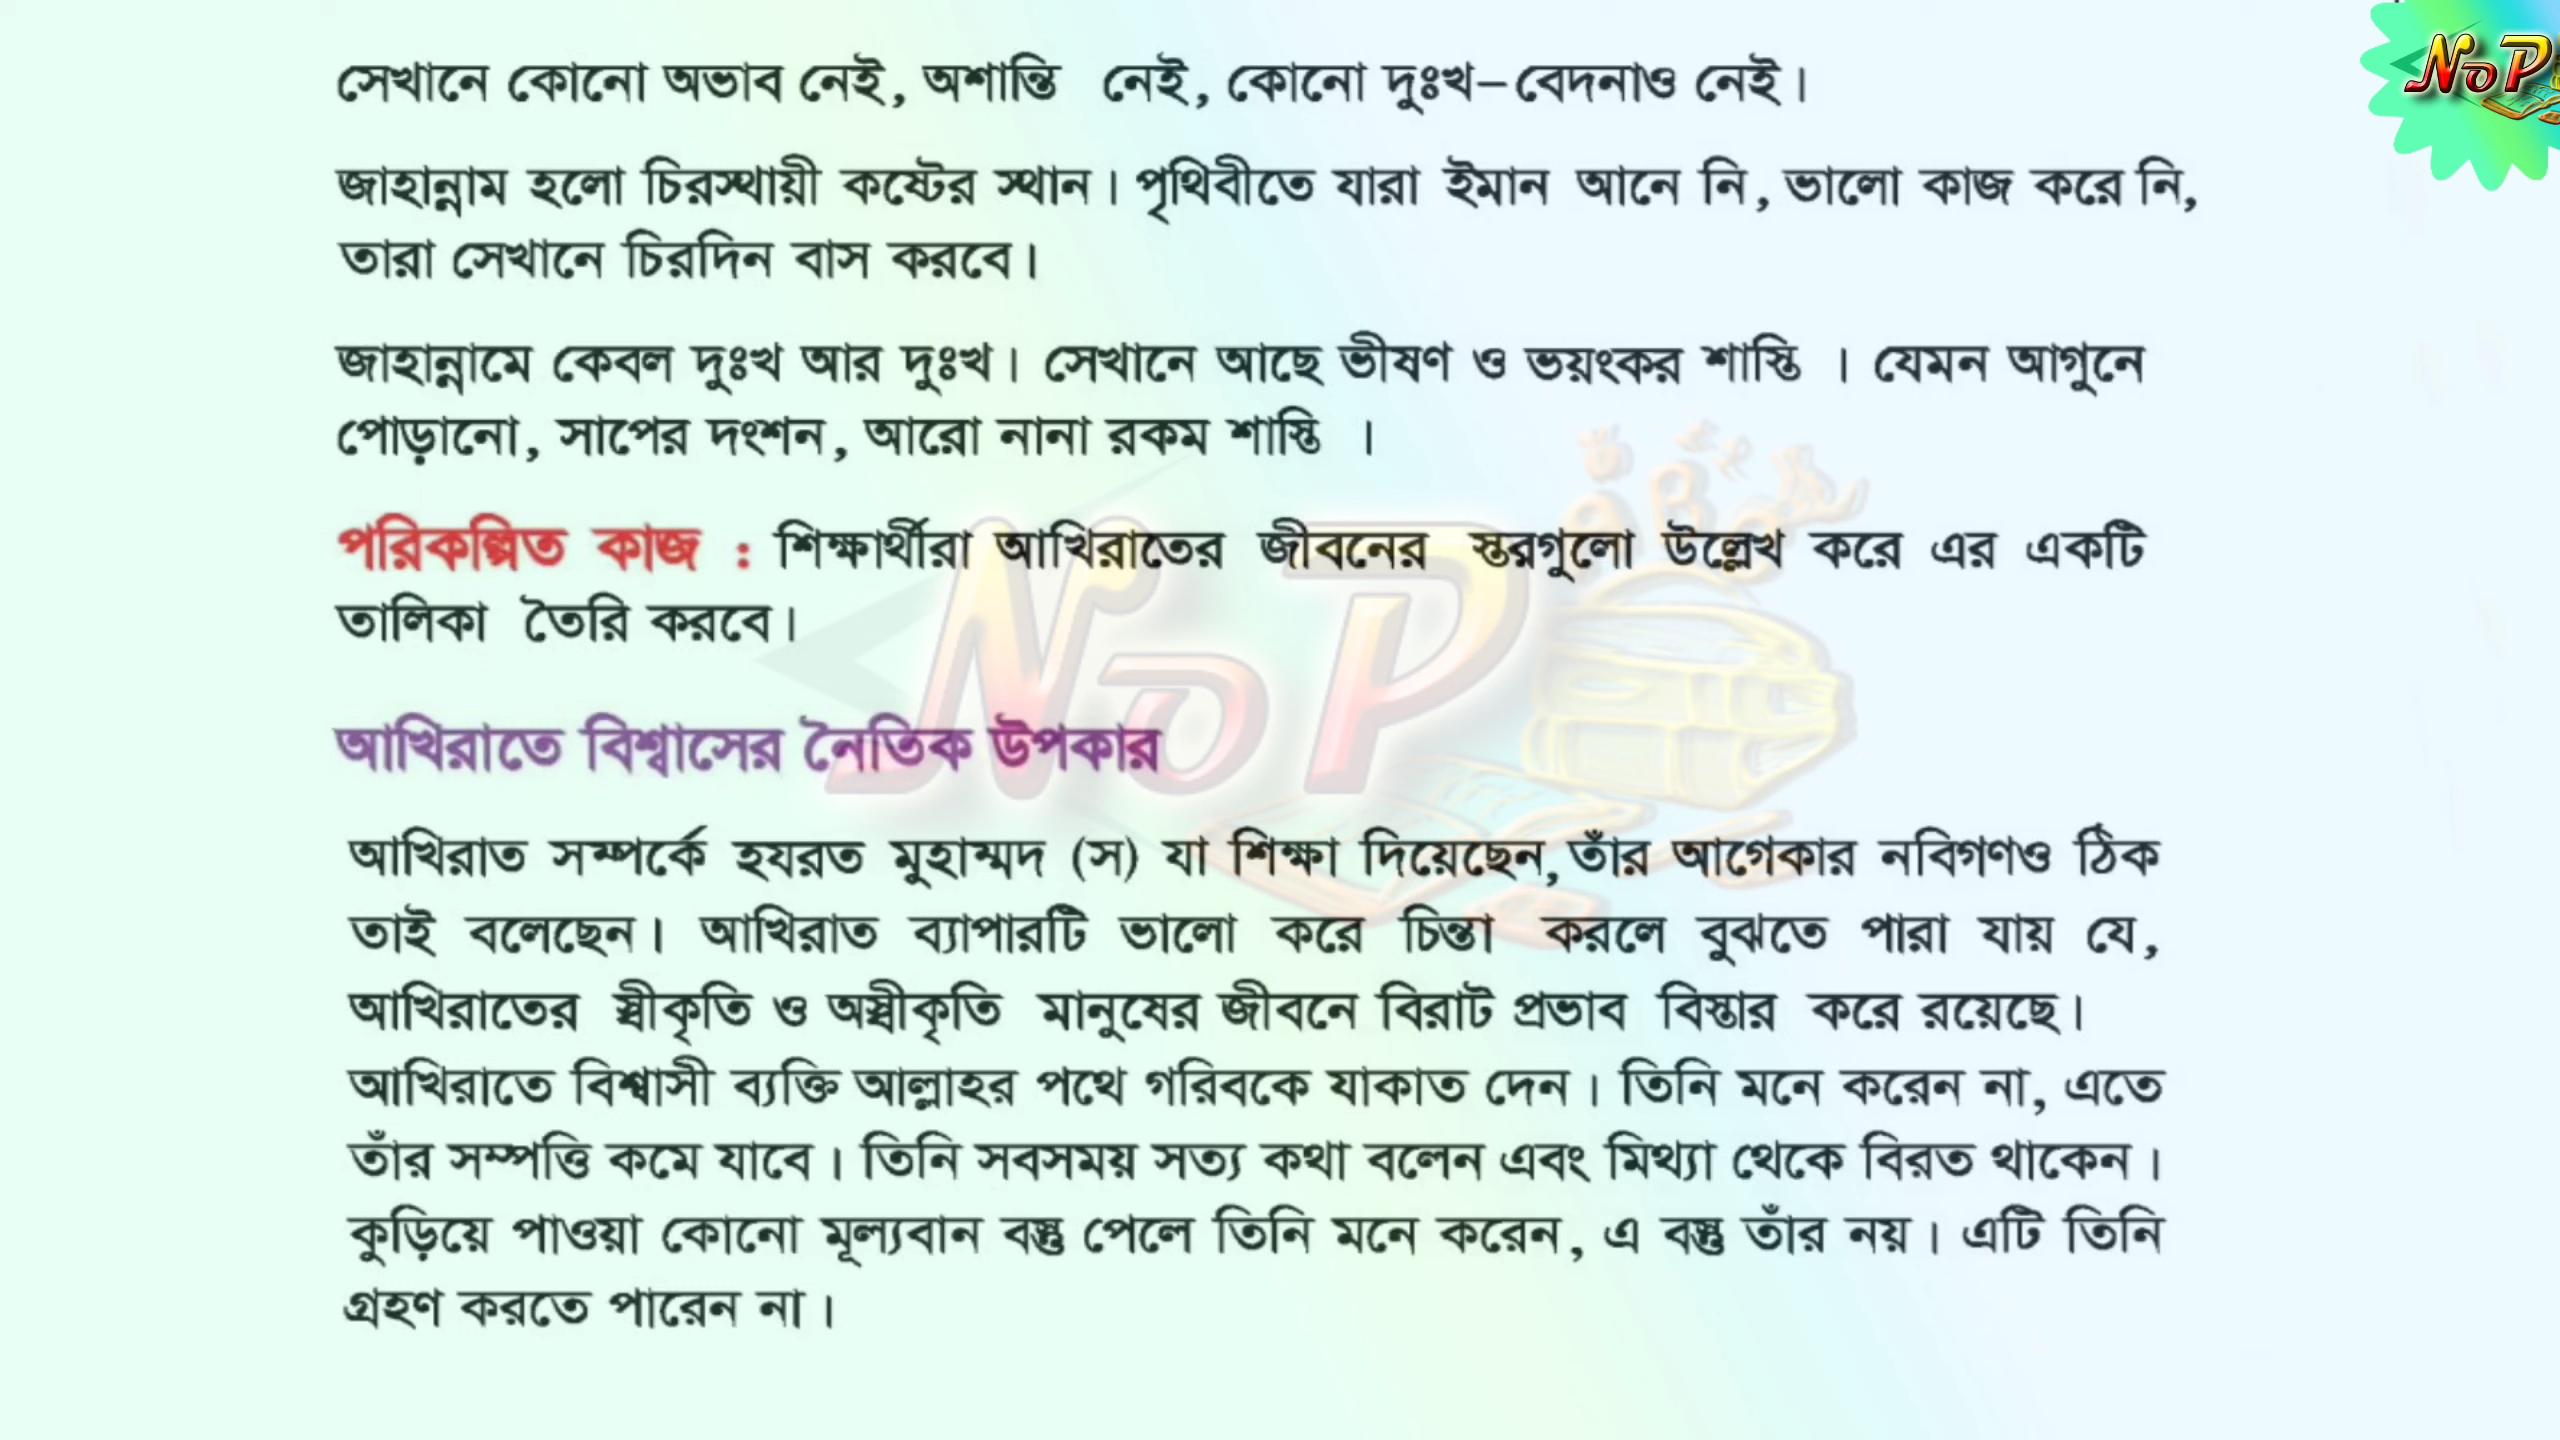 সেখানে কোনো অভাব নেই, অশান্তি নেই, কোনো দুঃখ-বেদনাও নেই।
জাহান্নাম হলো চিরস্থায়ী কষ্টের স্থান। পৃথিবীতে যারা ইমান আনে নি, ভালো কাজ করে নি,
তারা সেখানে চিরদিন বাস করবে।
জাহান্নামে কেবল দুঃখ আর দুঃখ। সেখানে আছে ভীষণ ও ভয়ংকর শাস্তি । যেমন আগুনে
পোড়ানো, সাপের দংশন, আরো নানা রকম শাস্তি ।
পরিকল্পিত কাজ : শিক্ষার্থীরা আখিরাতের জীবনের স্তরগুলো উল্লেখ করে এর একটি
তালিকা তৈরি করবে।
আখিরাতে বিশ্বাসের নৈতিক উপকার
আখিরাত সম্পর্কে হযরত মুহাম্মদ (স) যা শিক্ষা দিয়েছেন, তাঁর আগেকার নবিগণও ঠিক
তাই বলেছেন। আখিরাত ব্যাপারটি ভালো করে চিন্তা করলে বুঝতে পারা যায় যে,
আখিরাতের স্বীকৃতি ও অস্বীকৃতি মানুষের জীবনে বিরাট প্রভাব বিস্তার করে রয়েছে।
আখিরাতে বিশ্বাসী ব্যক্তি আল্লাহর পথে গরিবকে যাকাত দেন। তিনি মনে করেন না, এতে
তাঁর সম্পত্তি কমে যাবে। তিনি সবসময় সত্য কথা বলেন এবং মিথ্যা থেকে বিরত থাকেন।
কুড়িয়ে পাওয়া কোনো মূল্যবান বস্তু পেলে তিনি মনে করেন, এ বস্তু তাঁর নয়। এটি তিনি
গ্রহণ করতে পারেন না।
NoP
NoP